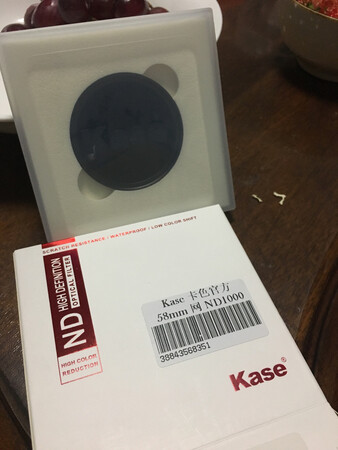 SCRATCH RESISTANCE / WATERPROOF / LOW COLOR SHIFT
ND HIGH DEFINITION
OPTICAL FILTER
HIGH COLOR
REDUCTION
Kase 卡色官方
58mm 网 ND1000
38843568351
Kase®